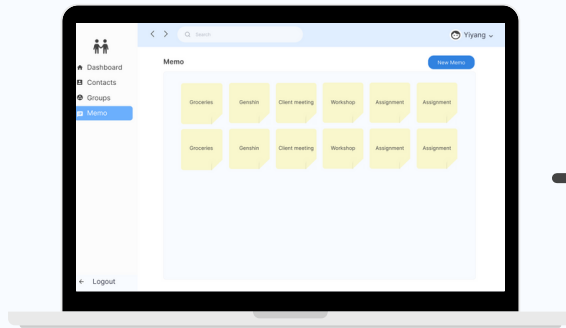 Search
Yiyang
Dashboard
Contacts
Groups
Memo
Logout
Memo
New Memo
Groceries Genshin Client meeting Workshop Assignment Assignment
Groceries Genshin Client meeting Workshop Assignment Assignment